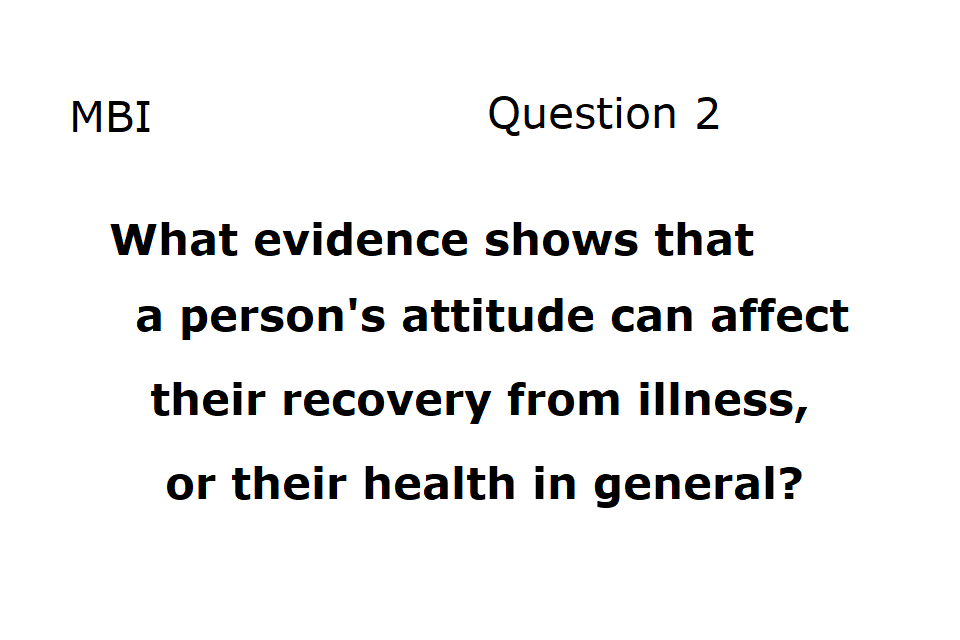 MBI Question 2
What evidence shows that
a person's attitude can affect
their recovery from illness,
or their health in general?